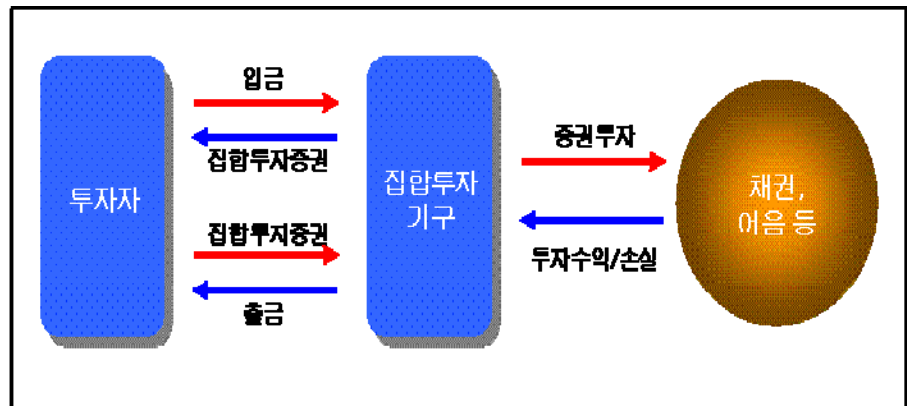 입금
집합투자증권
투자자
집합투자증권
출금
집합투자
기구
증권투자
투자수익/손실
채권,
어음 등